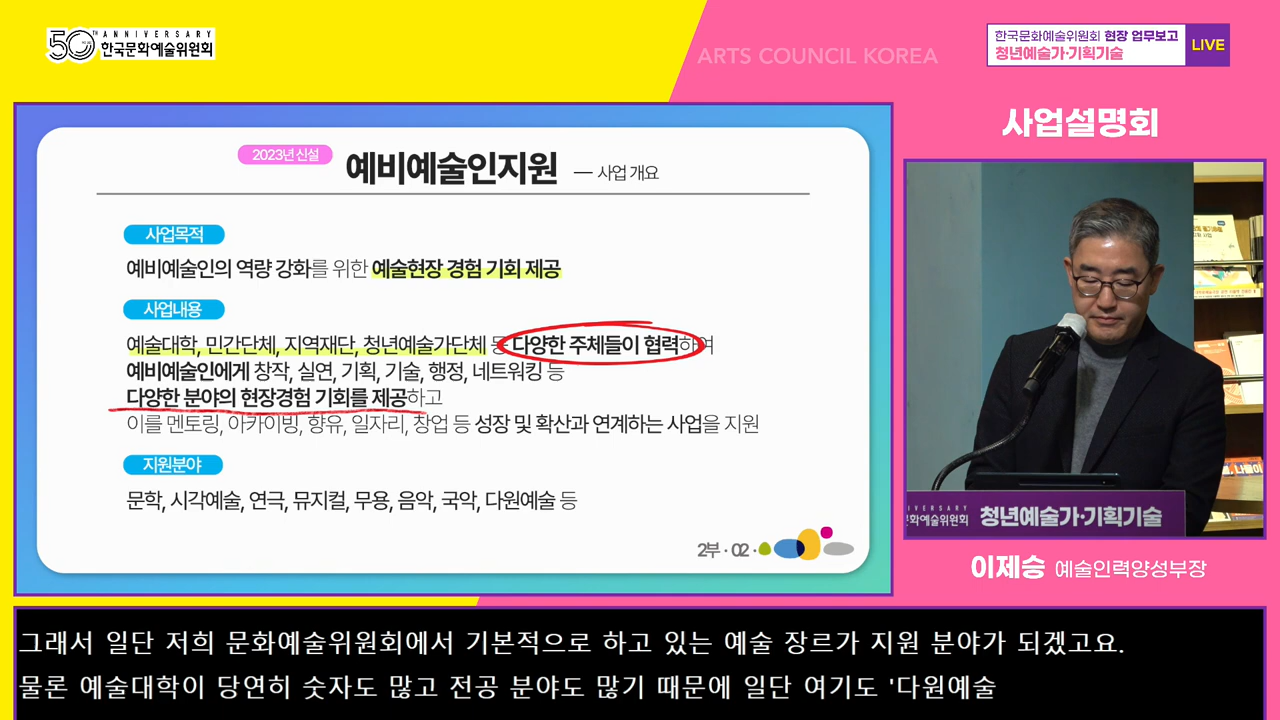 50TH ANNIVERSARY
한국문화예술위원회
ARTS COUNCIL KOREA
한국문화예술위원회 현장 업무보고
청년예술가·기획기술
LIVE
사업설명회
2023년 신설
예비예술인지원 — 사업 개요
사업목적
예비예술인의 역량 강화를 위한 예술현장 경험 기회 제공
사업내용
예술대학, 민간단체, 지역재단, 청년예술가단체 등 다양한 주체들이 협력하여
예비예술인에게 창작, 실연, 기획, 기술, 행정, 네트워킹 등
다양한 분야의 현장경험 기회를 제공하고
이를 멘토링, 아카이빙, 향유, 일자리, 창업 등 성장 및 확산과 연계하는 사업을 지원
지원분야
문학, 시각예술, 연극, 뮤지컬, 무용, 음악, 국악, 다원예술 등
2부 · 02 ·
NIVERSARY
문화예술위원회
청년예술가·기획기술
이제승 예술인력양성부장
그래서 일단 저희 문화예술위원회에서 기본적으로 하고 있는 예술 장르가 지원 분야가 되겠고요.
물론 예술대학이 당연히 숫자도 많고 전공 분야도 많기 때문에 일단 여기도 '다원예술